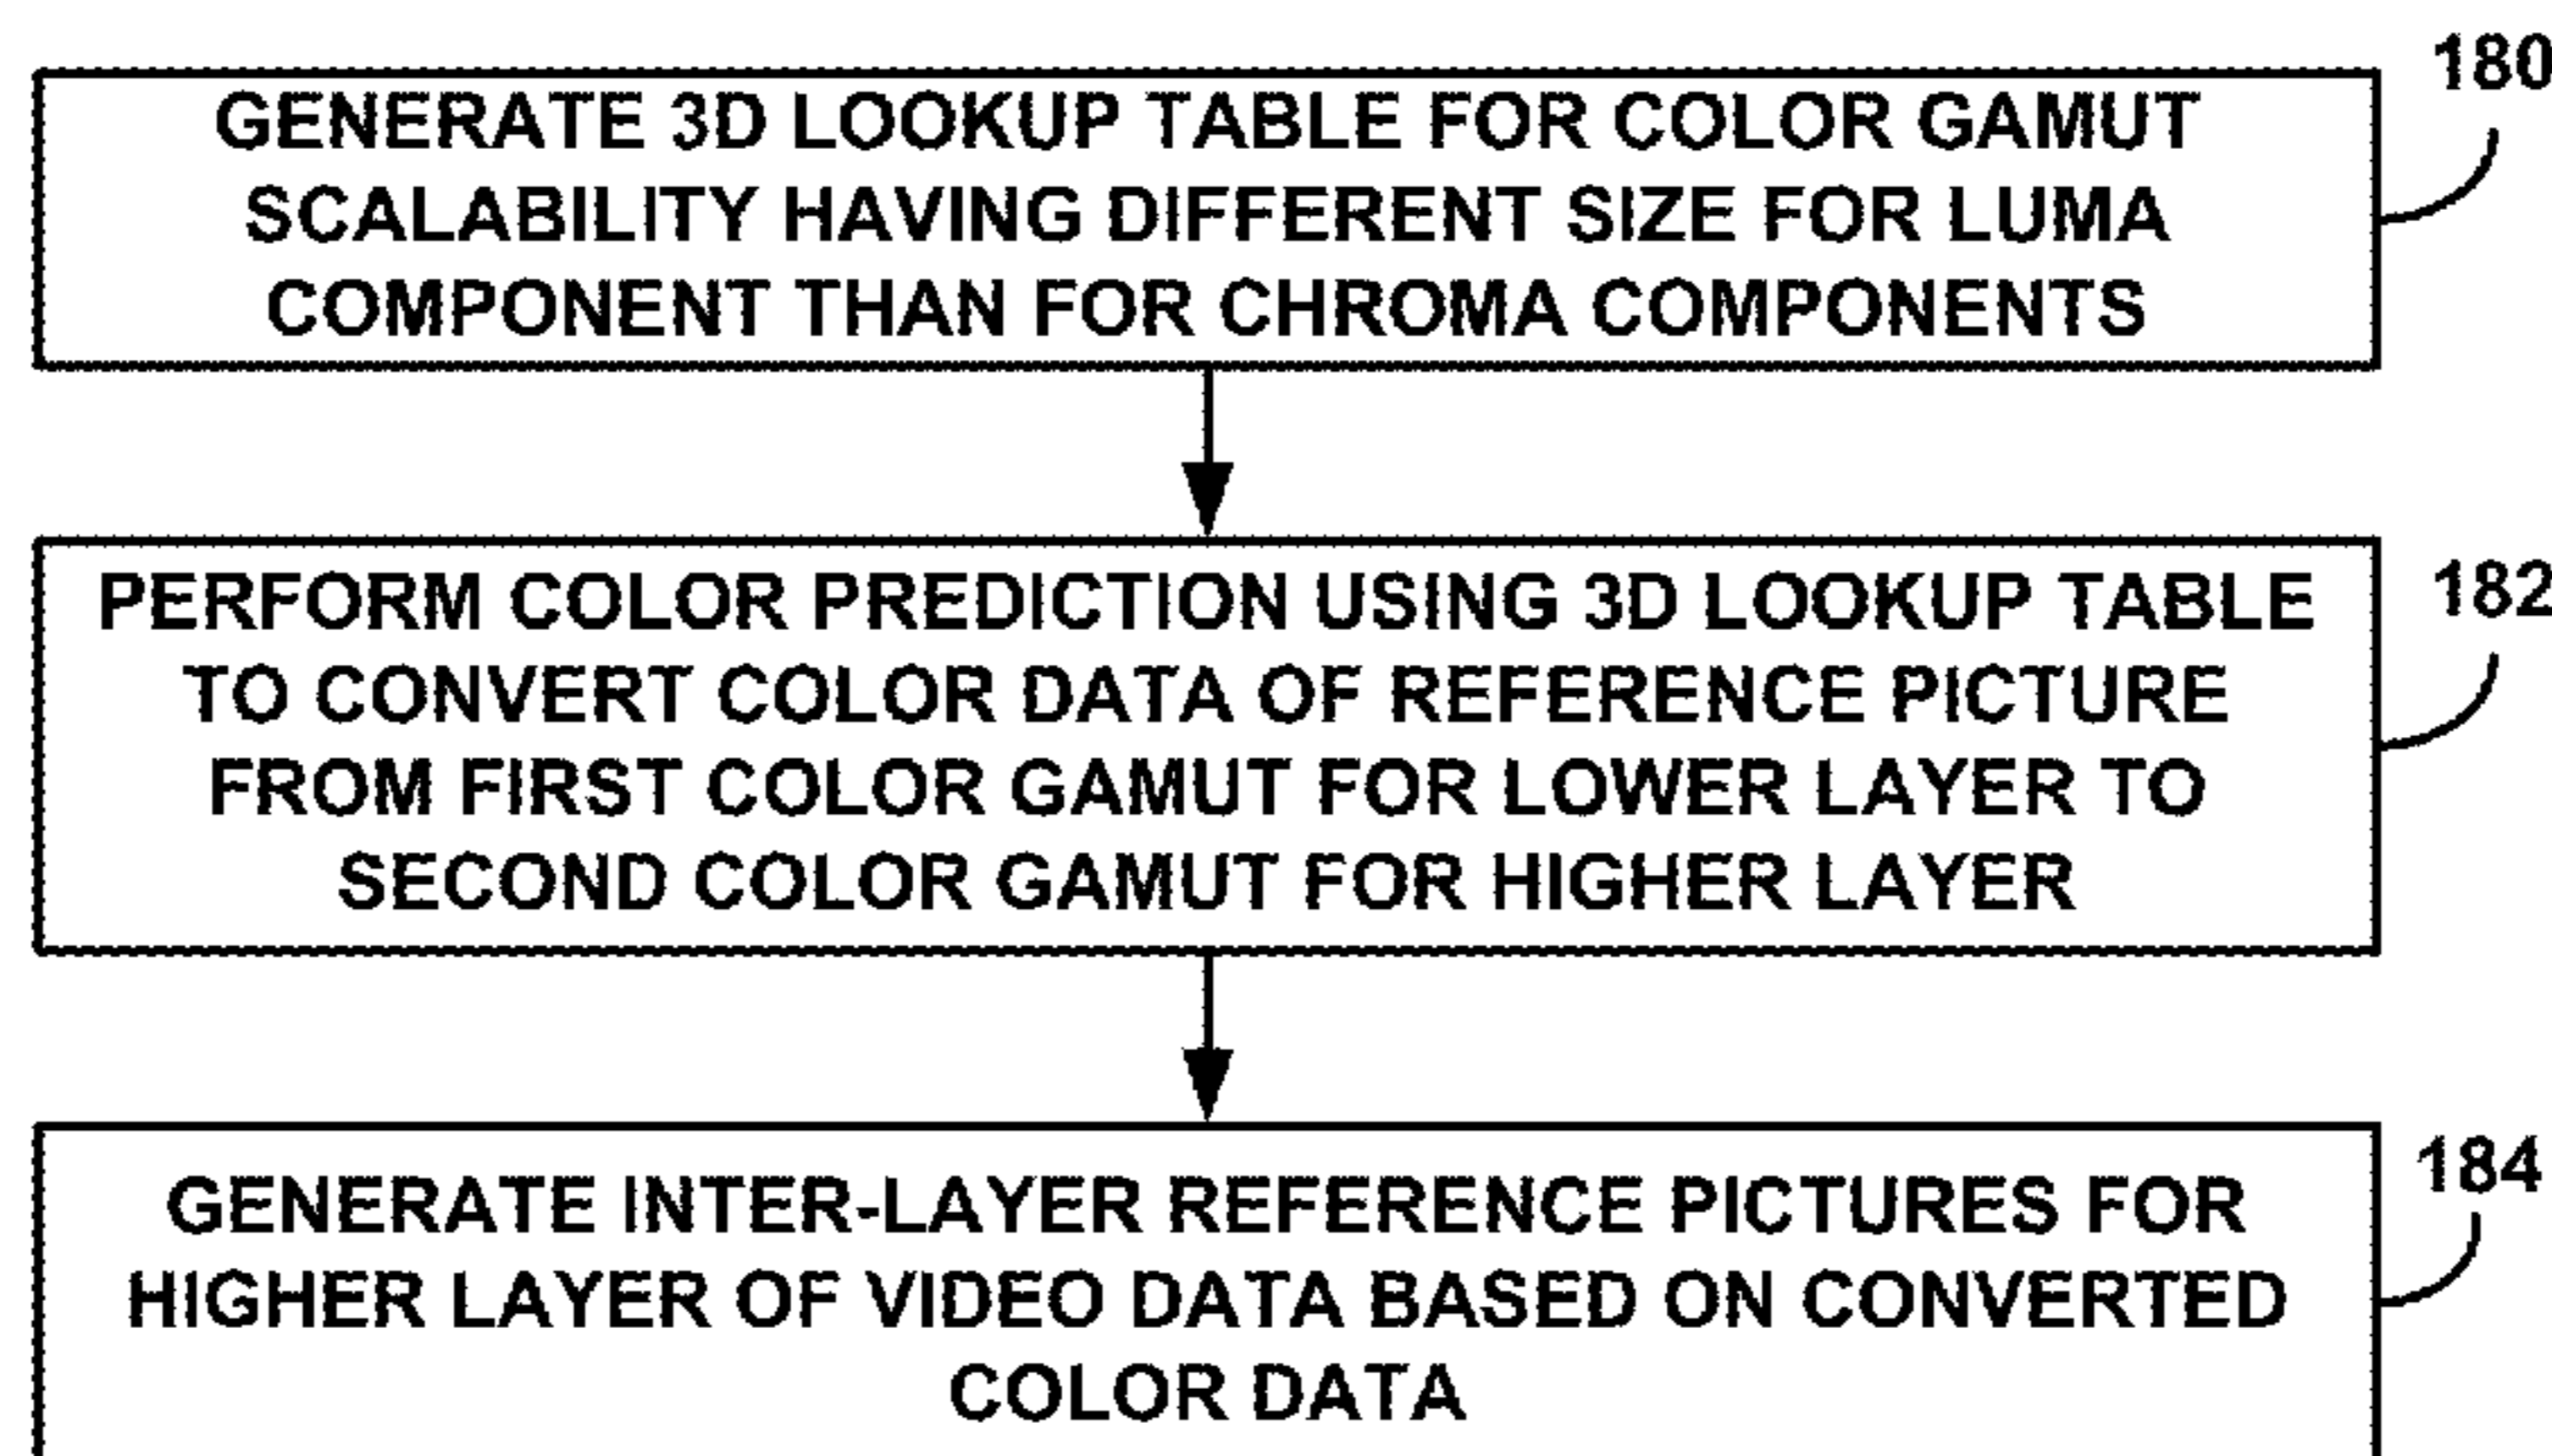 180
GENERATE 3D LOOKUP TABLE FOR COLOR GAMUT
SCALABILITY HAVING DIFFERENT SIZE FOR LUMA
COMPONENT THAN FOR CHROMA COMPONENTS
182
PERFORM COLOR PREDICTION USING 3D LOOKUP TABLE
TO CONVERT COLOR DATA OF REFERENCE PICTURE
FROM FIRST COLOR GAMUT FOR LOWER LAYER TO
SECOND COLOR GAMUT FOR HIGHER LAYER
184
GENERATE INTER-LAYER REFERENCE PICTURES FOR
HIGHER LAYER OF VIDEO DATA BASED ON CONVERTED
COLOR DATA